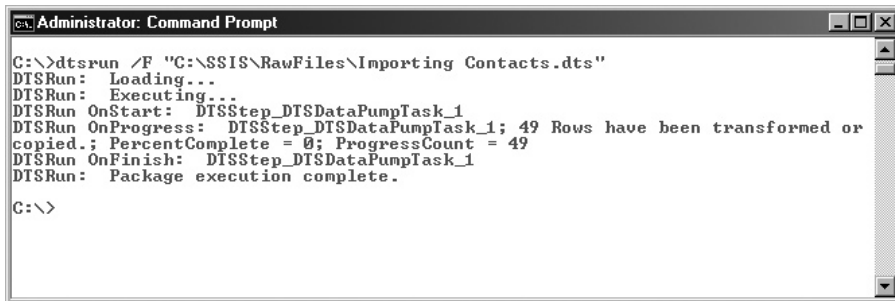 Administrator: Command Prompt
C:\>dtsrun /F "C:\SSIS\RawFiles\Importing Contacts.dts"
DTSRun:  Loading...
DTSRun:  Executing...
DTSRun OnStart:  DTSStep_DTSDataPumpTask_1
DTSRun OnProgress:  DTSStep_DTSDataPumpTask_1; 49 Rows have been transformed or
copied.; PercentComplete = 0; ProgressCount = 49
DTSRun OnFinish:  DTSStep_DTSDataPumpTask_1
DTSRun:  Package execution complete.
C:\>